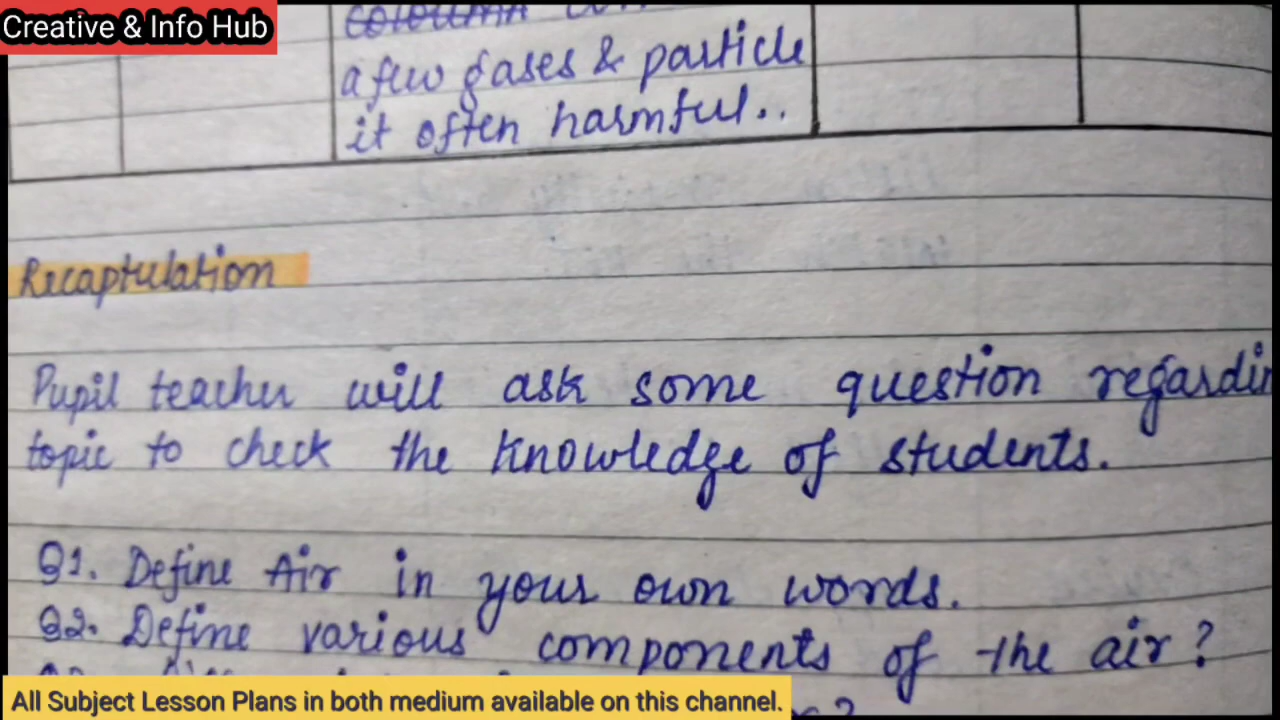 Creative & Info Hub
a few gases & particle
it often harmful..
Recaptulation
Pupil teacher will ask some question regardin
topic to check the knowledge of students.
Q1. Define Air in your own words.
Q2. Define various components of the air?
All Subject Lesson Plans in both medium available on this channel.